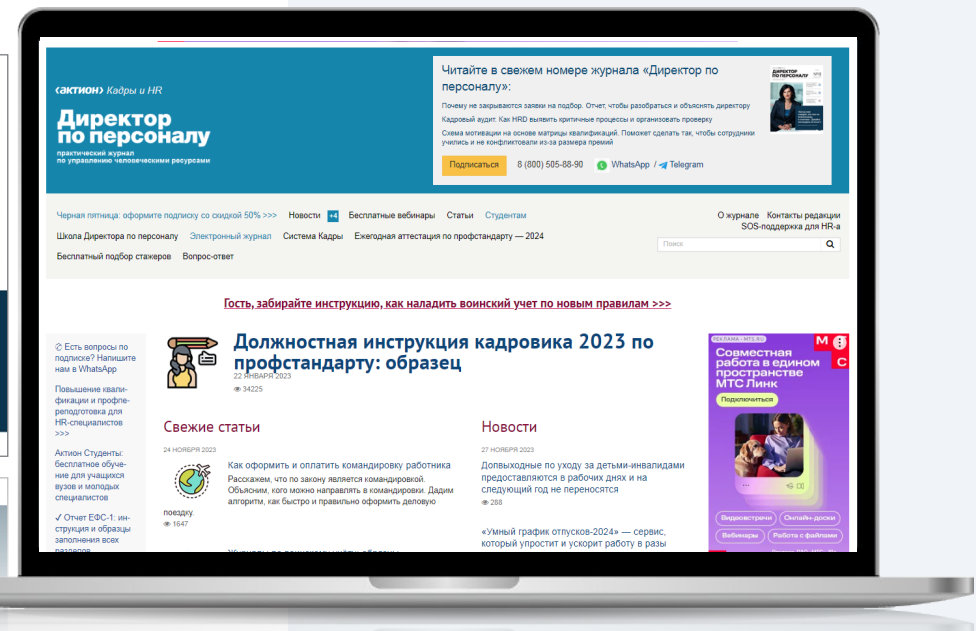 ‹актион› Кадры и HR
Директор
по персоналу
практический журнал
по управлению человеческими ресурсами
Читайте в свежем номере журнала «Директор по
персоналу»:
Почему не закрываются заявки на подбор. Отчет, чтобы разобраться и объяснять директору
Кадровый аудит. Как HRD выявить критичные процессы и организовать проверку
Схема мотивации на основе матрицы квалификаций. Поможет сделать так, чтобы сотрудники
учились и не конфликтовали из-за размера премий
Подписаться 8 (800) 505-88-90 WhatsApp / Telegram
ДИРЕКТОР
ПО ПЕРСОНАЛУ
Черная пятница: оформите подписку со скидкой 50% >>> Новости +4 Бесплатные вебинары Статьи Студентам
Школа Директора по персоналу Электронный журнал Система Кадры Ежегодная аттестация по профстандарту — 2024
Бесплатный подбор стажеров Вопрос-ответ
О журнале Контакты редакции
SOS-поддержка для HR-а
Поиск
Гость, забирайте инструкцию, как наладить воинский учет по новым правилам >>>
✆ Есть вопросы по
подписке? Напишите
нам в WhatsApp
Повышение квали-
фикации и профпе-
реподготовка для
HR-специалистов
>>>
Актион Студенты:
бесплатное обуче-
ние для учащихся
вузов и молодых
специалистов
✓ Отчет ЕФС-1: ин-
струкция и образцы
заполнения всех
разделов
Должностная инструкция кадровика 2023 по
профстандарту: образец
22 ЯНВАРЯ 2023
34225
Свежие статьи
24 НОЯБРЯ 2023
Как оформить и оплатить командировку работника
Расскажем, что по закону является командировкой.
Объясним, кого можно направлять в командировки. Дадим
алгоритм, как быстро и правильно оформить деловую
поездку.
1647
Новости
27 НОЯБРЯ 2023
Допвыходные по уходу за детьми-инвалидами
предоставляются в рабочих днях и на
следующий год не переносятся
288
«Умный график отпусков-2024» — сервис,
который упростит и ускорит работу в разы
РЕКЛАМА • MTS.RU
М
С
Совместная
работа в едином
пространстве
МТС Линк
Подключиться
Видеовстречи Онлайн-доски
Вебинары Работа с файлами